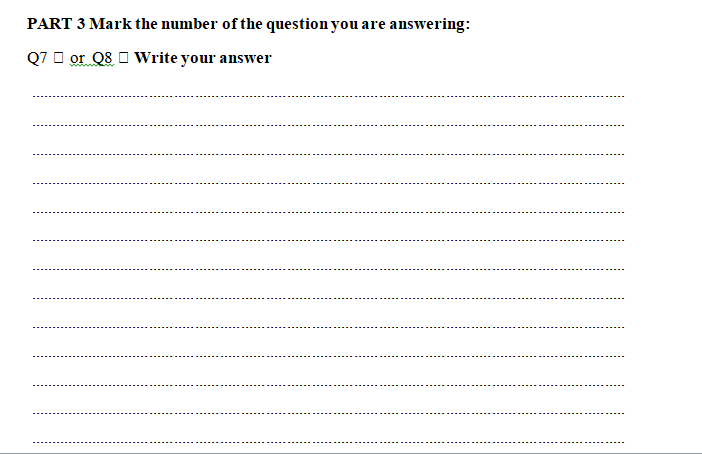 PART 3 Mark the number of the question you are answering:
Q7 □ or Q8 □ Write your answer